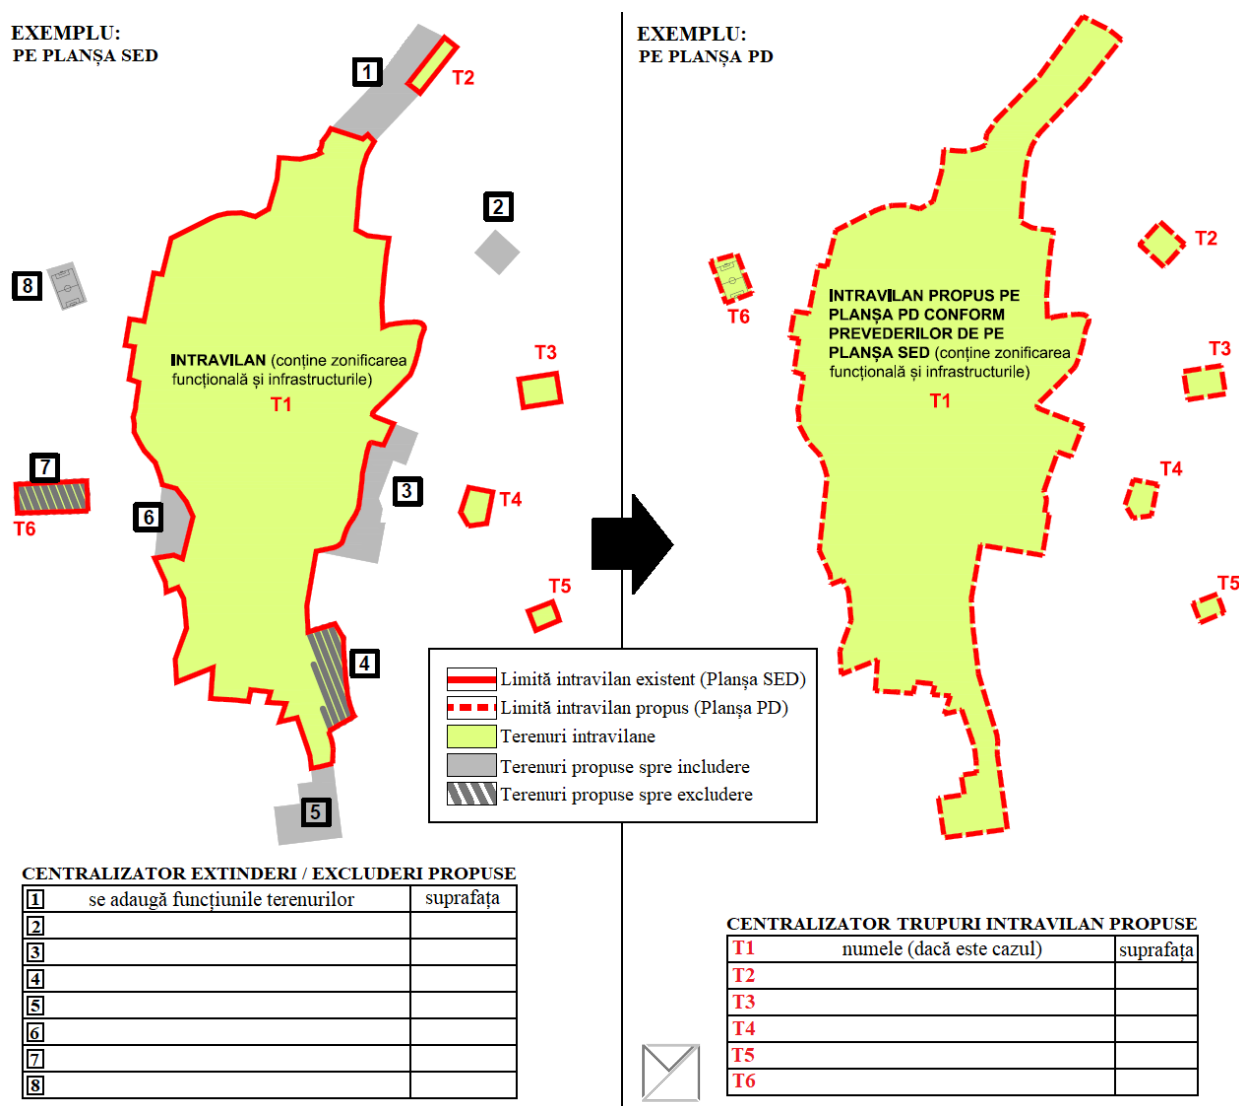 EXEMPLU:
PE PLANȘA SED
1
T2
2
8
INTRAVILAN (conține zonificarea
funcțională și infrastructurile)
T1
T3
7
3
T6
6
T4
T5
4
5
EXEMPLU:
PE PLANȘA PD
T2
T6
INTRAVILAN PROPUS PE
PLANȘA PD CONFORM
PREVEDERILOR DE PE
PLANȘA SED (conține zonificarea
funcțională și infrastructurile)
T1
T3
T4
T5
Limită intravilan existent (Planșa SED)
Limită intravilan propus (Planșa PD)
Terenuri intravilane
Terenuri propuse spre includere
Terenuri propuse spre excludere
CENTRALIZATOR EXTINDERI / EXCLUDERI PROPUSE
1 se adaugă funcțiunile terenurilor suprafața
2
3
4
5
6
7
8
CENTRALIZATOR TRUPURI INTRAVILAN PROPUSE
T1 numele (dacă este cazul) suprafața
T2
T3
T4
T5
T6